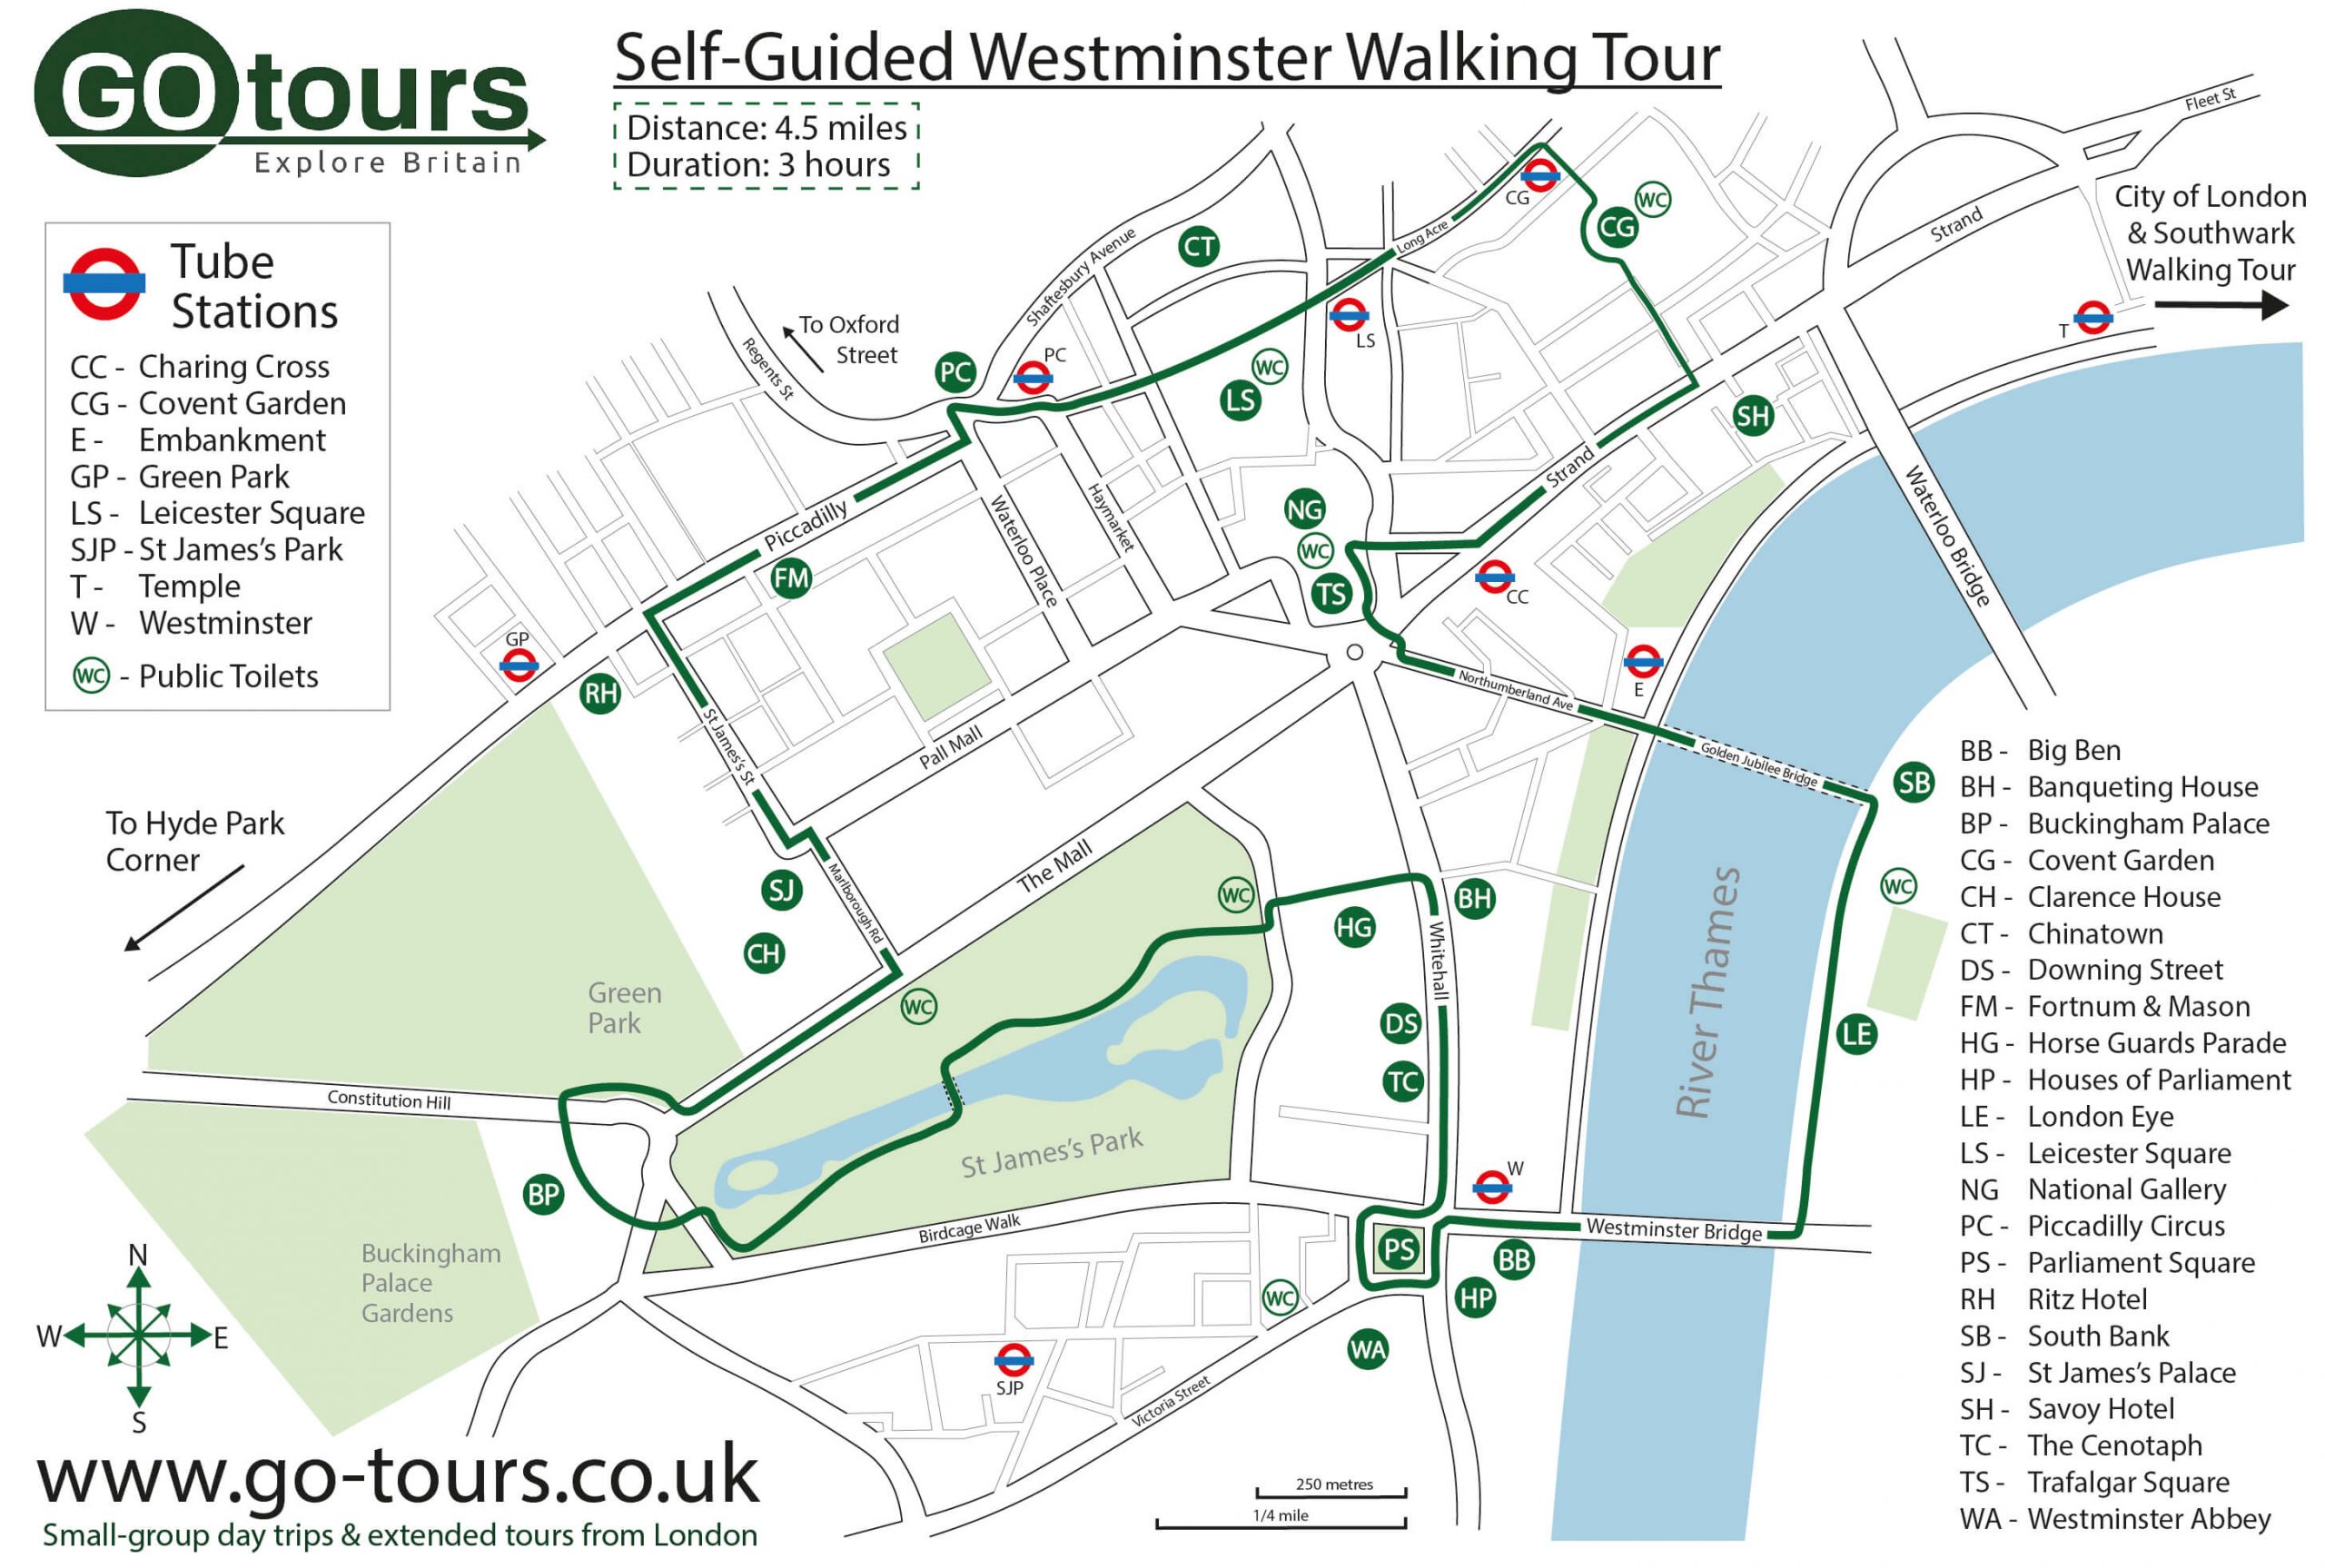 GO tours
Explore Britain
Self-Guided Westminster Walking Tour
Distance: 4.5 miles
Duration: 3 hours
Tube
Stations
CC - Charing Cross
CG - Covent Garden
E - Embankment
GP - Green Park
LS - Leicester Square
SJP - St James's Park
T - Temple
W - Westminster
WC - Public Toilets
Fleet St
City of London
& Southwark
Walking Tour
Strand
T
CG
WC
CG
Long Acre
CT
Shaftesbury Avenue
To Oxford
Street
Regents St
PC
PC
LS
WC
LS
SH
Strand
Waterloo Bridge
NG
WC
TS
CC
Haymarket
Waterloo Place
Piccadilly
FM
GP
RH
St James's St
Pall Mall
E
Northumberland Ave
Golden Jubilee Bridge
SB
WC
To Hyde Park
Corner
The Mall
SJ
Marlborough Rd
CH
WC
WC
HG
BH
Whitehall
DS
TC
River Thames
LE
Green
Park
Constitution Hill
St James's Park
BP
Birdcage Walk
Buckingham
Palace
Gardens
W
Westminster Bridge
PS
BB
HP
WC
WA
SJP
Victoria Street
N
W
E
S
250 metres
1/4 mile
www.go-tours.co.uk
Small-group day trips & extended tours from London
BB - Big Ben
BH - Banqueting House
BP - Buckingham Palace
CG - Covent Garden
CH - Clarence House
CT - Chinatown
DS - Downing Street
FM - Fortnum & Mason
HG - Horse Guards Parade
HP - Houses of Parliament
LE - London Eye
LS - Leicester Square
NG National Gallery
PC - Piccadilly Circus
PS - Parliament Square
RH Ritz Hotel
SB - South Bank
SJ - St James's Palace
SH - Savoy Hotel
TC - The Cenotaph
TS - Trafalgar Square
WA - Westminster Abbey